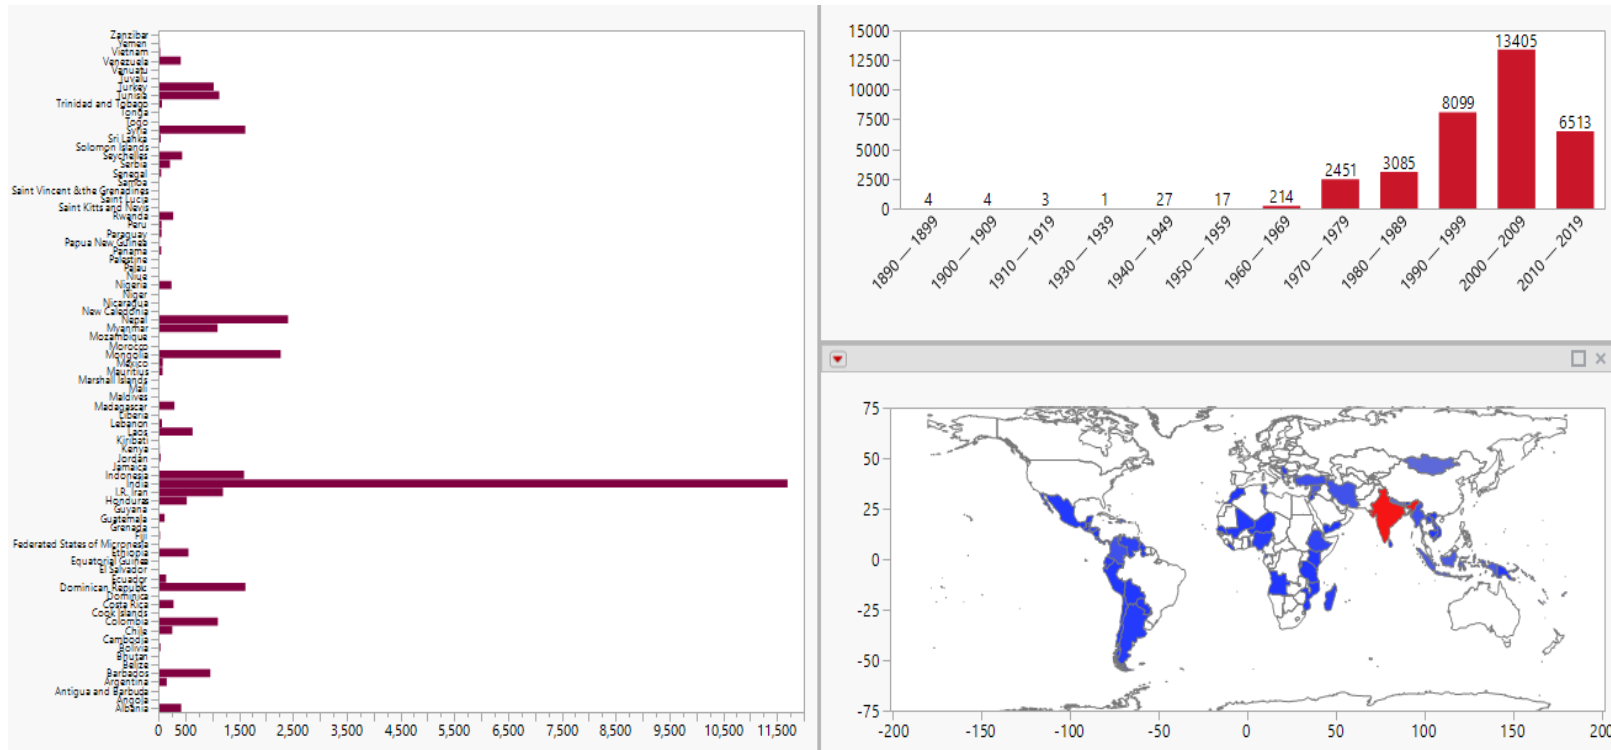 Zanzibar
Yemen
Vietnam
Venezuela
Vanuatu
Tuvalu
Turkey
Tunisia
Trinidad and Tobago
Tonga
Togo
Syria
Sri Lanka
Solomon Islands
Seychelles
Serbia
Senegal
Samoa
Saint Vincent &the Grenadines
Saint Lucia
Saint Kitts and Nevis
Rwanda
Peru
Paraguay
Papua New Guinea
Panama
Palestine
Palau
Niue
Nigeria
Niger
Nicaragua
New Caledonia
Nepal
Myanmar
Mozambique
Morocco
Mongolia
Mexico
Mauritius
Marshall Islands
Mali
Maldives
Madagascar
Liberia
Lebanon
Laos
Kiribati
Kenya
Jordan
Jamaica
Indonesia
India
I.R. Iran
Honduras
Guyana
Guatemala
Grenada
Fiji
Federated States of Micronesia
Ethiopia
Equatorial Guinea
El Salvador
Ecuador
Dominican Republic
Dominica
Costa Rica
Cook Islands
Colombia
Chile
Cambodia
Bolivia
Bhutan
Belize
Barbados
Argentina
Antigua and Barbuda
Angola
Albania
0 500 1,500 2,500 3,500 4,500 5,500 6,500 7,500 8,500 9,500 10,500 11,500
15000
12500
10000
7500
5000
2500
0
4 4 3 1 27 17 214 2451 3085 8099 13405 6513
1890 — 1899
1900 — 1909
1910 — 1919
1930 — 1939
1940 — 1949
1950 — 1959
1960 — 1969
1970 — 1979
1980 — 1989
1990 — 1999
2000 — 2009
2010 — 2019
75
50
25
0
-25
-50
-75
-200 -150 -100 -50 0 50 100 150 200